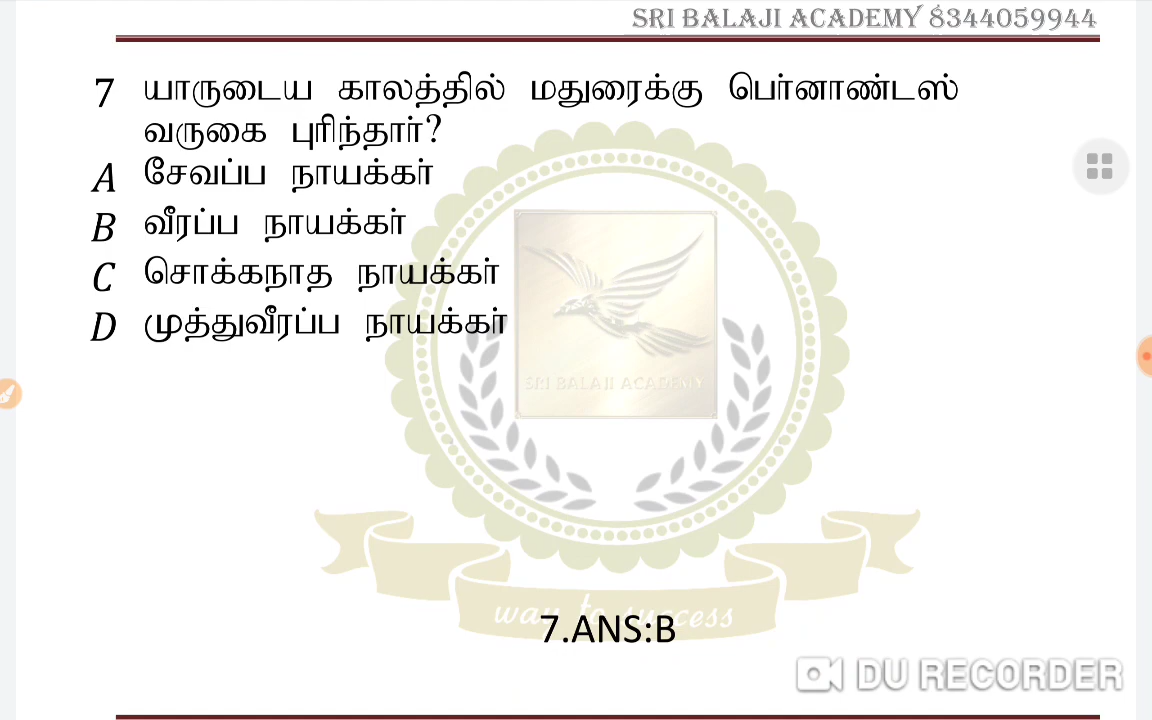 SRI BALAJI ACADEMY 8344059944
7 யாருடைய காலத்தில் மதுரைக்கு பெர்னாண்டஸ்
வருகை புரிந்தார்?
A சேவப்ப நாயக்கர்
B வீரப்ப நாயக்கர்
C சொக்கநாத நாயக்கர்
D முத்துவீரப்ப நாயக்கர்
SRI BALAJI ACADEMY
way to success
7.ANS:B
DU RECORDER